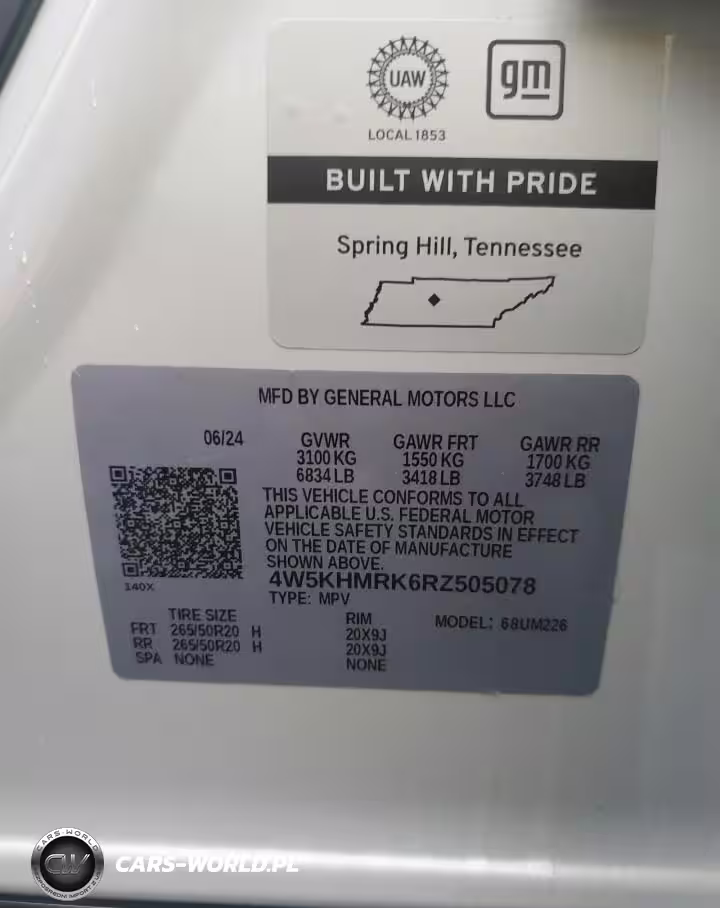 UAW
gm
LOCAL 1853
BUILT WITH PRIDE
Spring Hill, Tennessee
MFD BY GENERAL MOTORS LLC
06/24 GVWR GAWR FRT GAWR RR
3100 KG 1550 KG 1700 KG
6834 LB 3418 LB 3748 LB
THIS VEHICLE CONFORMS TO ALL
APPLICABLE U.S. FEDERAL MOTOR
VEHICLE SAFETY STANDARDS IN EFFECT
ON THE DATE OF MANUFACTURE
SHOWN ABOVE.
4W5KHMRK6RZ505078
140X
TYPE: MPV
TIRE SIZE RIM MODEL: 68UM226
FRT 265/50R20 H 20X9J
RR 265/50R20 H 20X9J
SPA NONE NONE
CARS-WORLD
CW
CARS-WORLD.PL